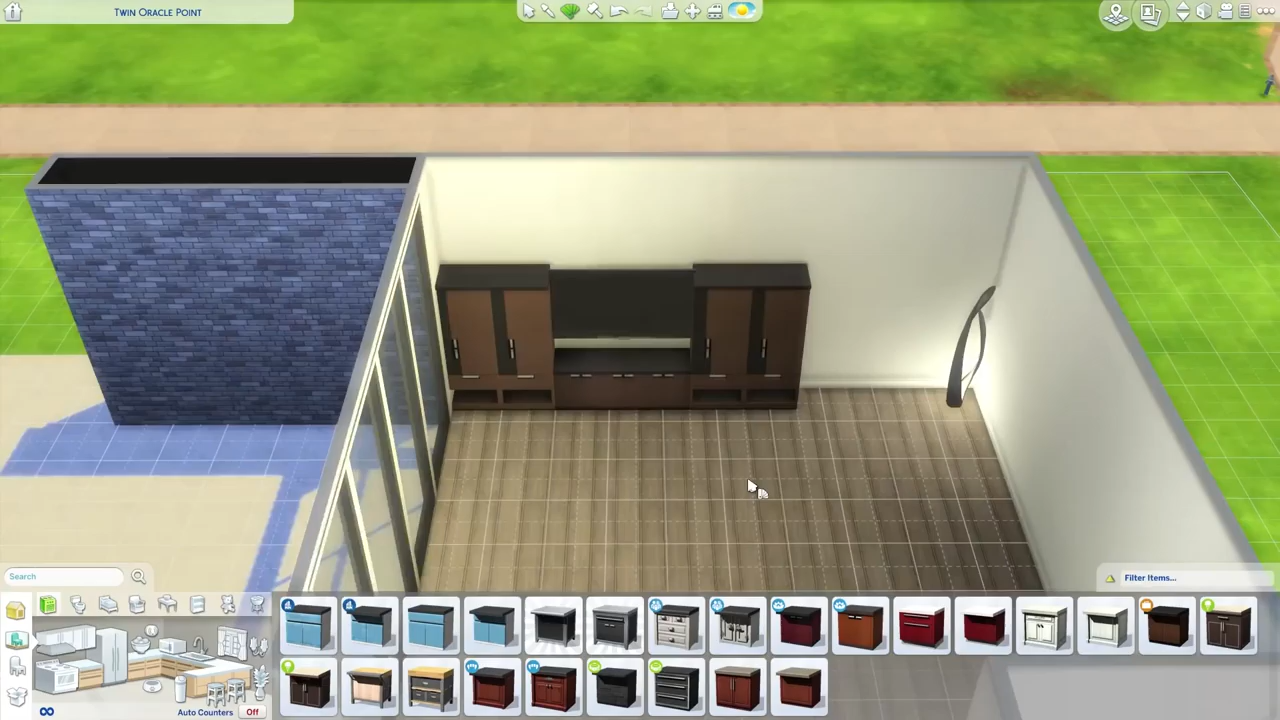 Twin Oracle Point
Search
Filter Items...
Auto Counters Off